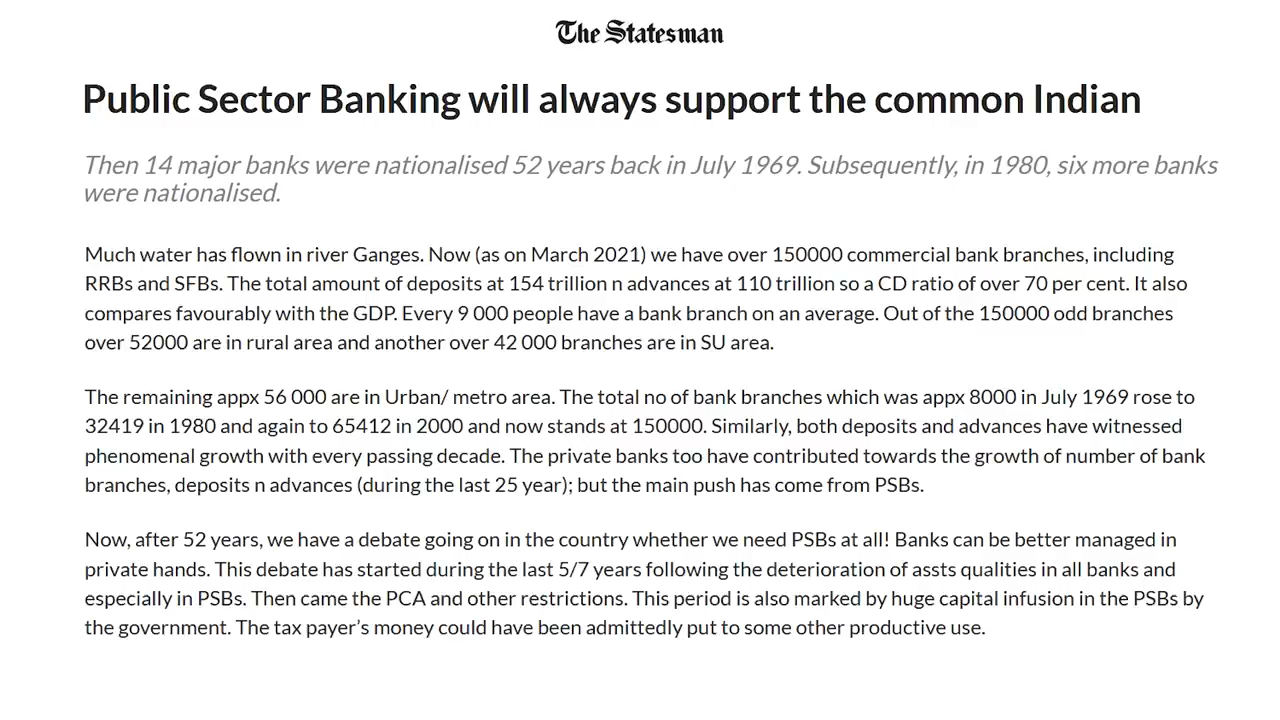 The Statesman
Public Sector Banking will always support the common Indian
Then 14 major banks were nationalised 52 years back in July 1969. Subsequently, in 1980, six more banks
were nationalised.
Much water has flown in river Ganges. Now (as on March 2021) we have over 150000 commercial bank branches, including
RRBs and SFBs. The total amount of deposits at 154 trillion n advances at 110 trillion so a CD ratio of over 70 per cent. It also
compares favourably with the GDP. Every 9 000 people have a bank branch on an average. Out of the 150000 odd branches
over 52000 are in rural area and another over 42 000 branches are in SU area.
The remaining appx 56 000 are in Urban/ metro area. The total no of bank branches which was appx 8000 in July 1969 rose to
32419 in 1980 and again to 65412 in 2000 and now stands at 150000. Similarly, both deposits and advances have witnessed
phenomenal growth with every passing decade. The private banks too have contributed towards the growth of number of bank
branches, deposits n advances (during the last 25 year); but the main push has come from PSBs.
Now, after 52 years, we have a debate going on in the country whether we need PSBs at all! Banks can be better managed in
private hands. This debate has started during the last 5/7 years following the deterioration of assts qualities in all banks and
especially in PSBs. Then came the PCA and other restrictions. This period is also marked by huge capital infusion in the PSBs by
the government. The tax payer's money could have been admittedly put to some other productive use.